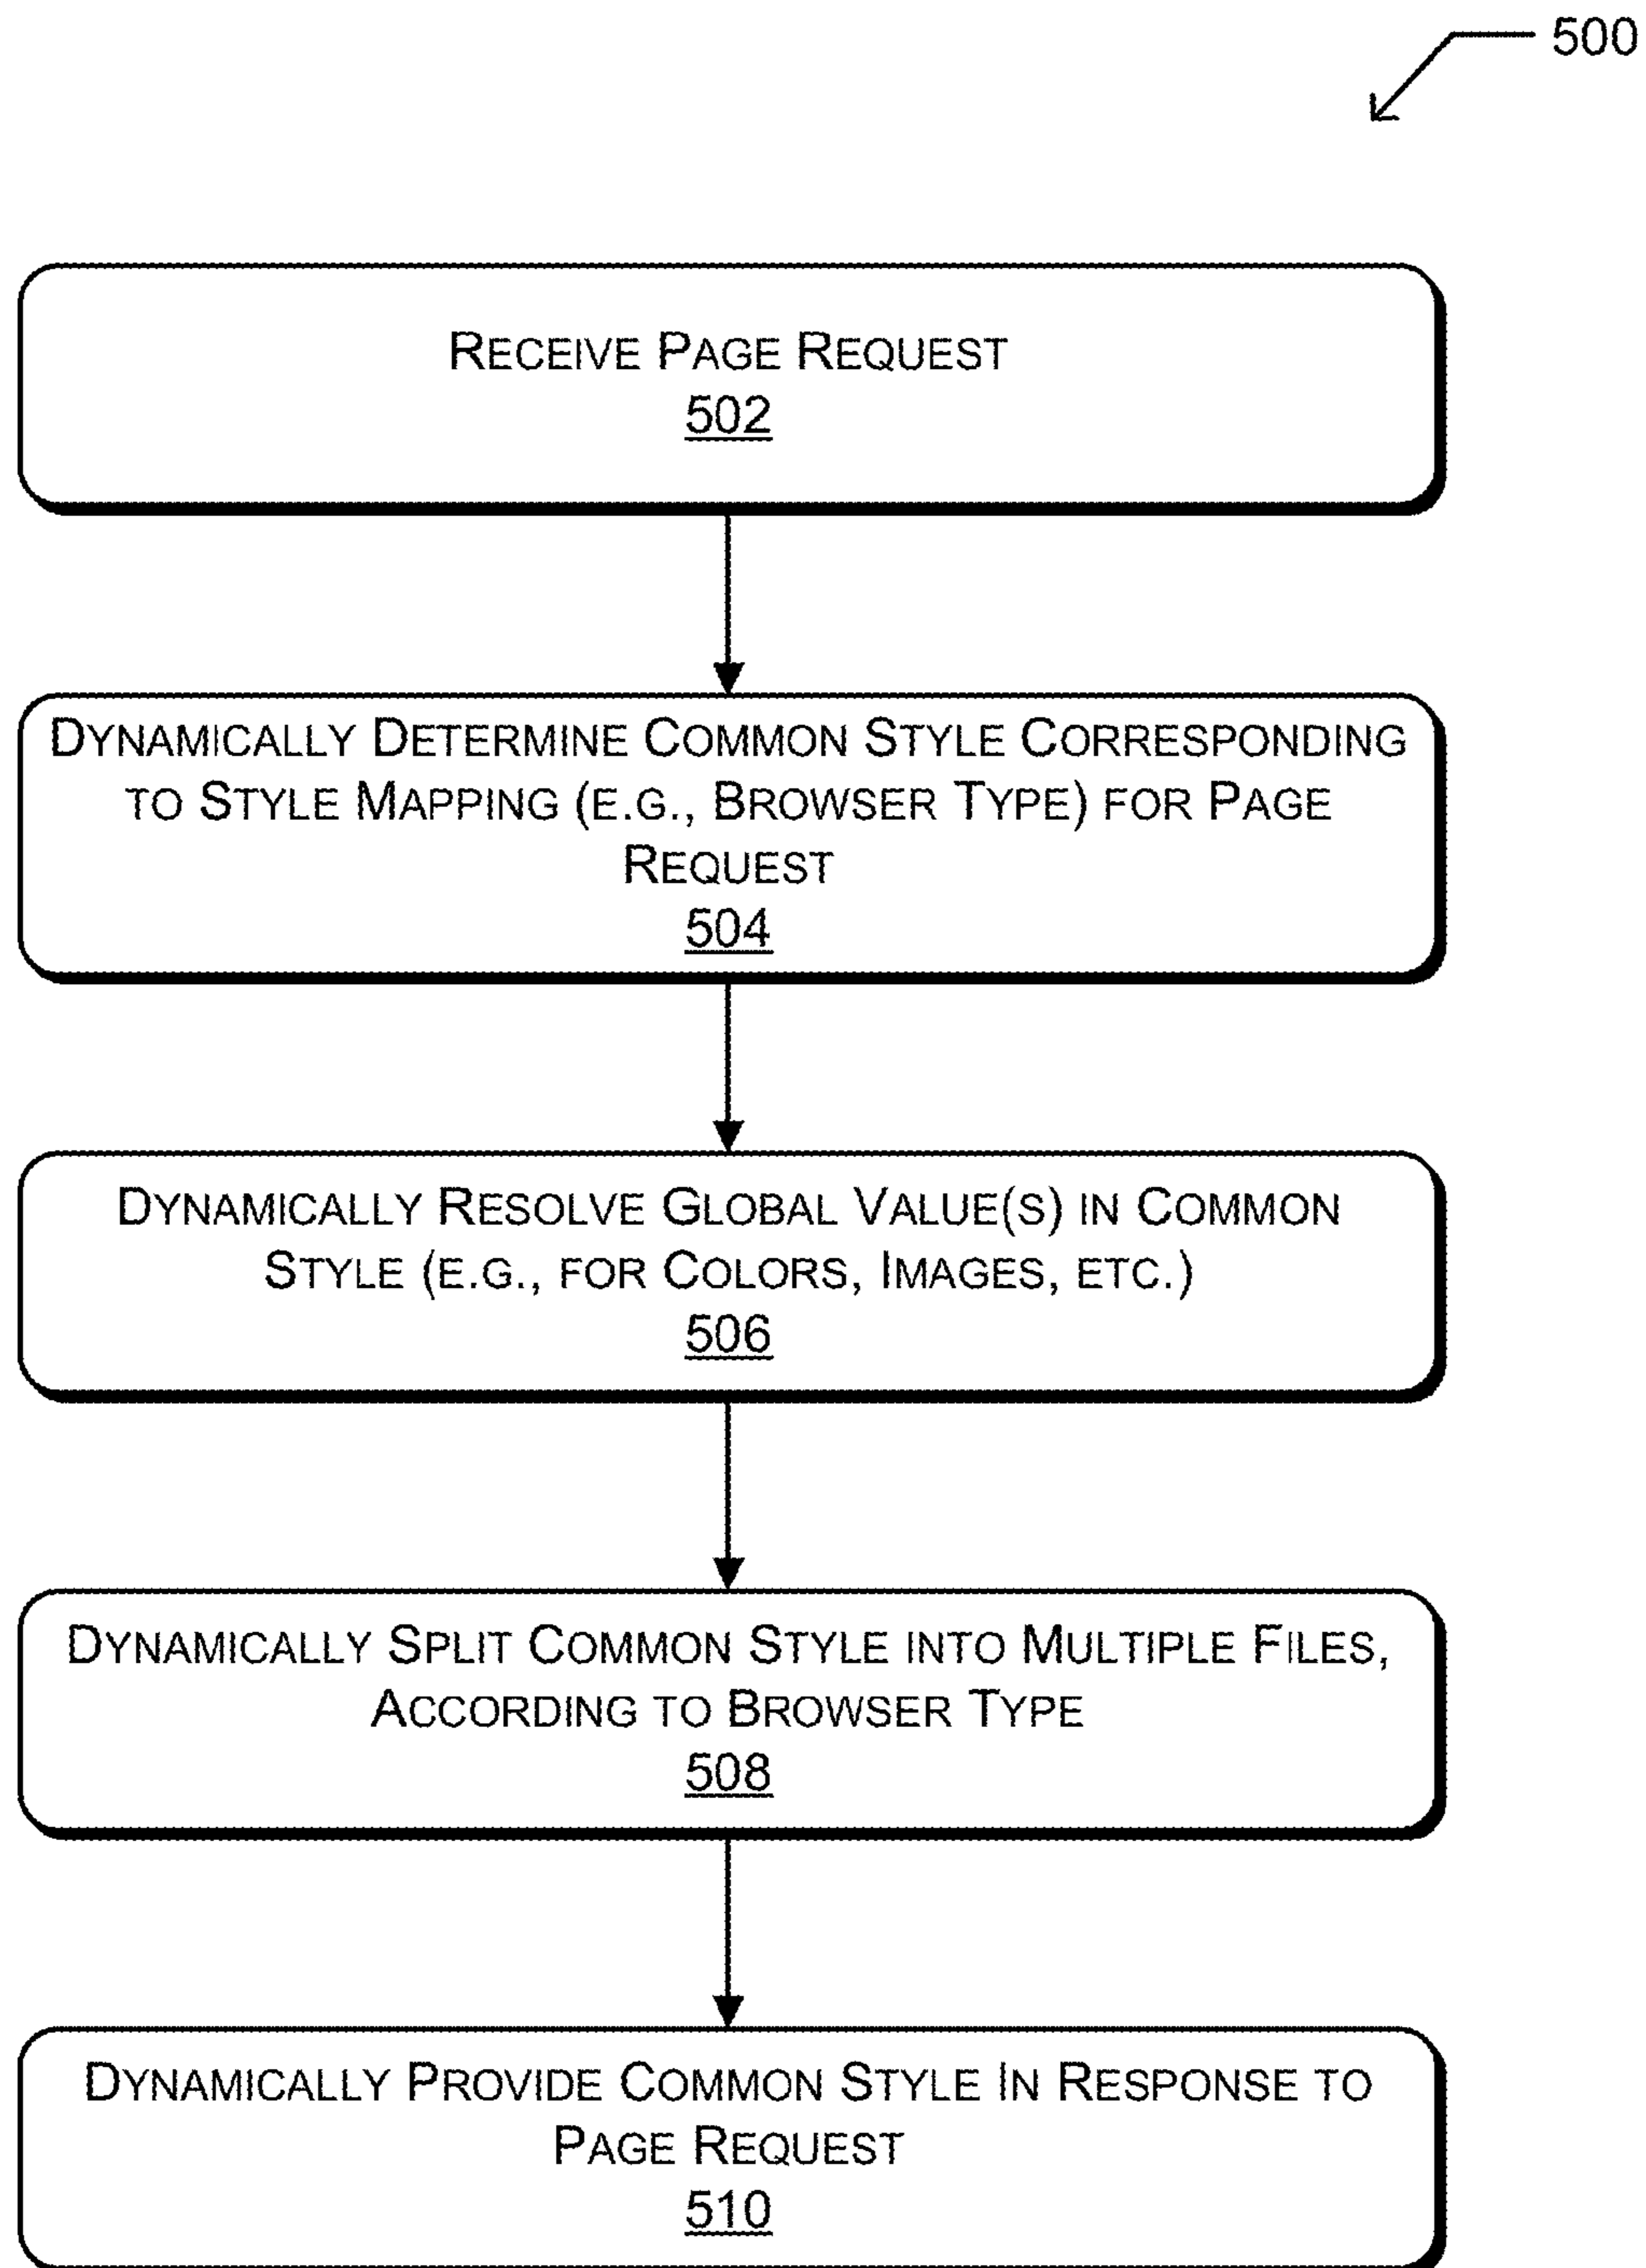 500
RECEIVE PAGE REQUEST
502
DYNAMICALLY DETERMINE COMMON STYLE CORRESPONDING
TO STYLE MAPPING (E.G., BROWSER TYPE) FOR PAGE
REQUEST
504
DYNAMICALLY RESOLVE GLOBAL VALUE(S) IN COMMON
STYLE (E.G., FOR COLORS, IMAGES, ETC.)
506
DYNAMICALLY SPLIT COMMON STYLE INTO MULTIPLE FILES,
ACCORDING TO BROWSER TYPE
508
DYNAMICALLY PROVIDE COMMON STYLE IN RESPONSE TO
PAGE REQUEST
510